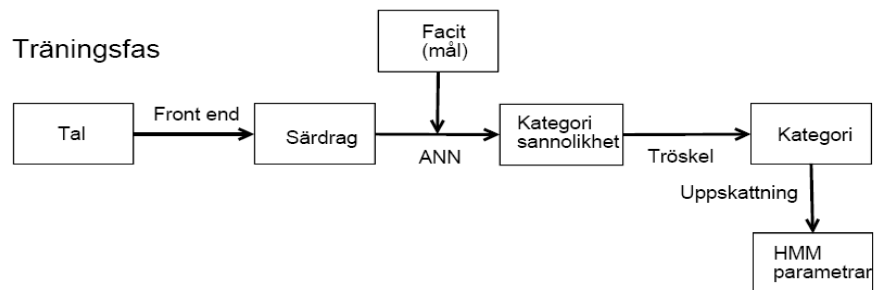 Träningsfas
Facit
(mål)
Tal
Front end
Särdrag
ANN
Kategori
sannolikhet
Tröskel
Kategori
Uppskattning
HMM
parametrar